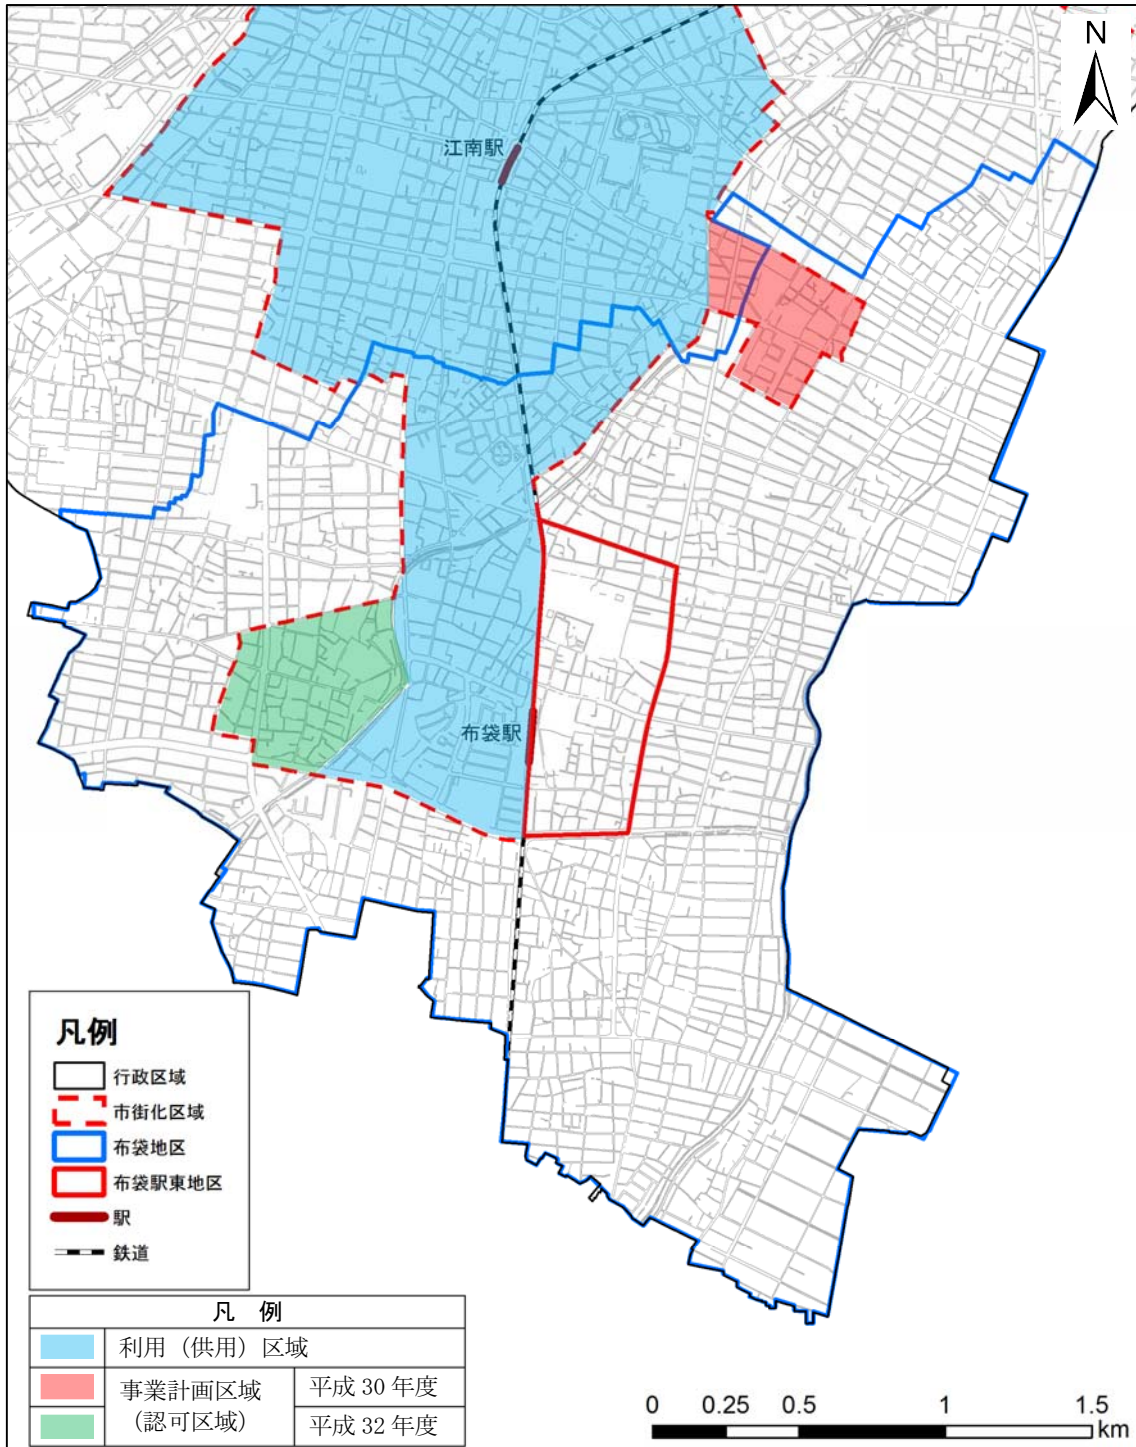 N
江南駅
布袋駅
凡例
行政区域
市街化区域
布袋地区
布袋駅東地区
駅
鉄道
凡 例
利用（供用）区域
事業計画区域
（認可区域）
平成 30 年度
平成 32 年度
0 0.25 0.5 1 1.5
km